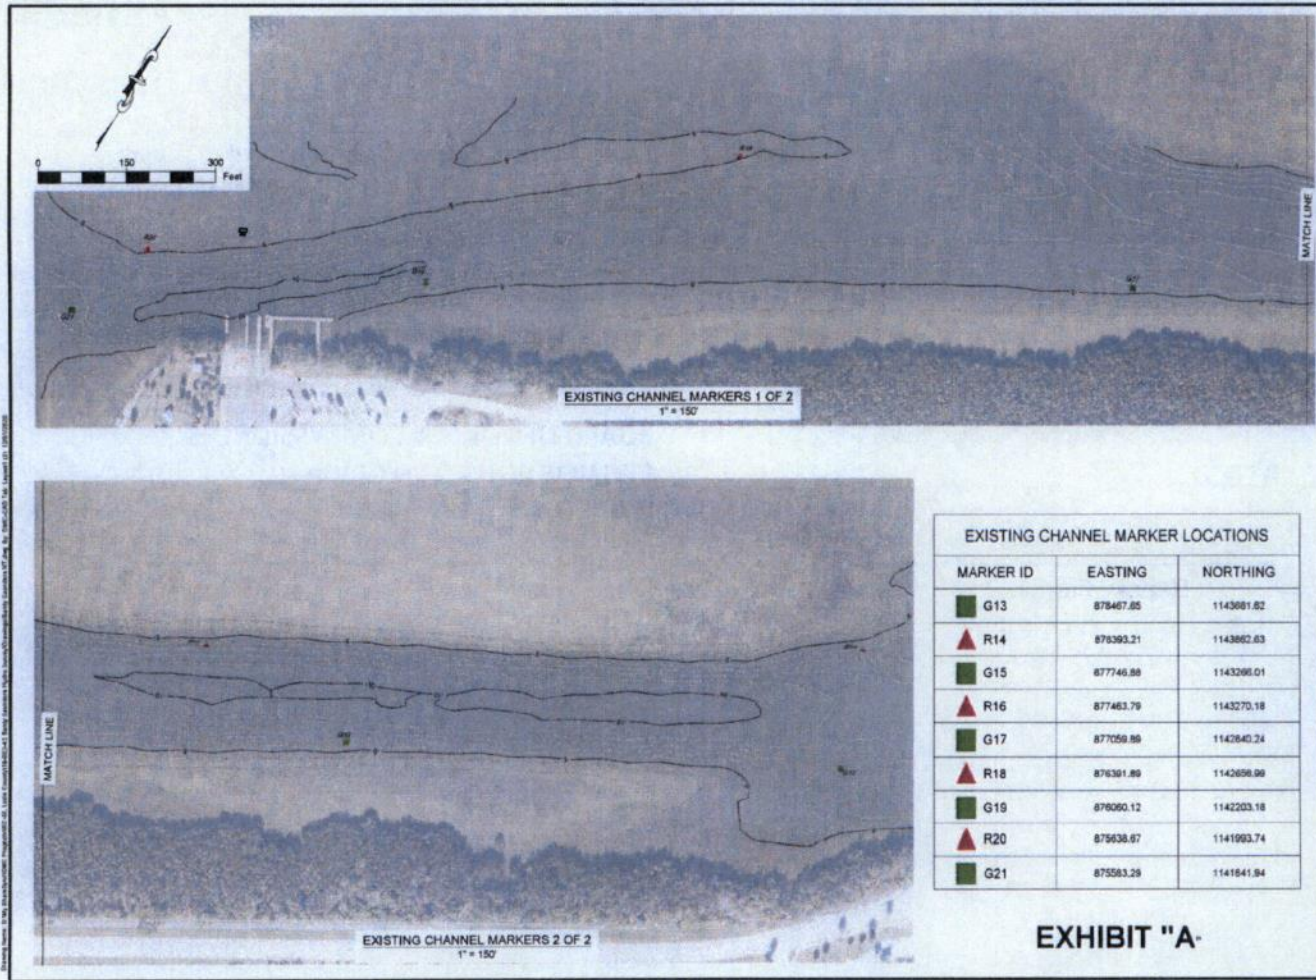 0 150 300
Feet
MATCH LINE
EXISTING CHANNEL MARKERS 1 OF 2
1" = 150'
MATCH LINE
EXISTING CHANNEL MARKERS 2 OF 2
1" = 150'
EXISTING CHANNEL MARKER LOCATIONS
MARKER ID EASTING NORTHING
G13 878467.65 1143681.62
R14 878393.21 1143862.63
G15 877746.88 1143266.01
R16 877463.79 1143270.18
G17 877059.89 1142840.24
R18 876391.89 1142656.99
G19 876060.12 1142203.18
R20 875638.67 1141993.74
G21 875583.29 1141841.94
EXHIBIT "A"